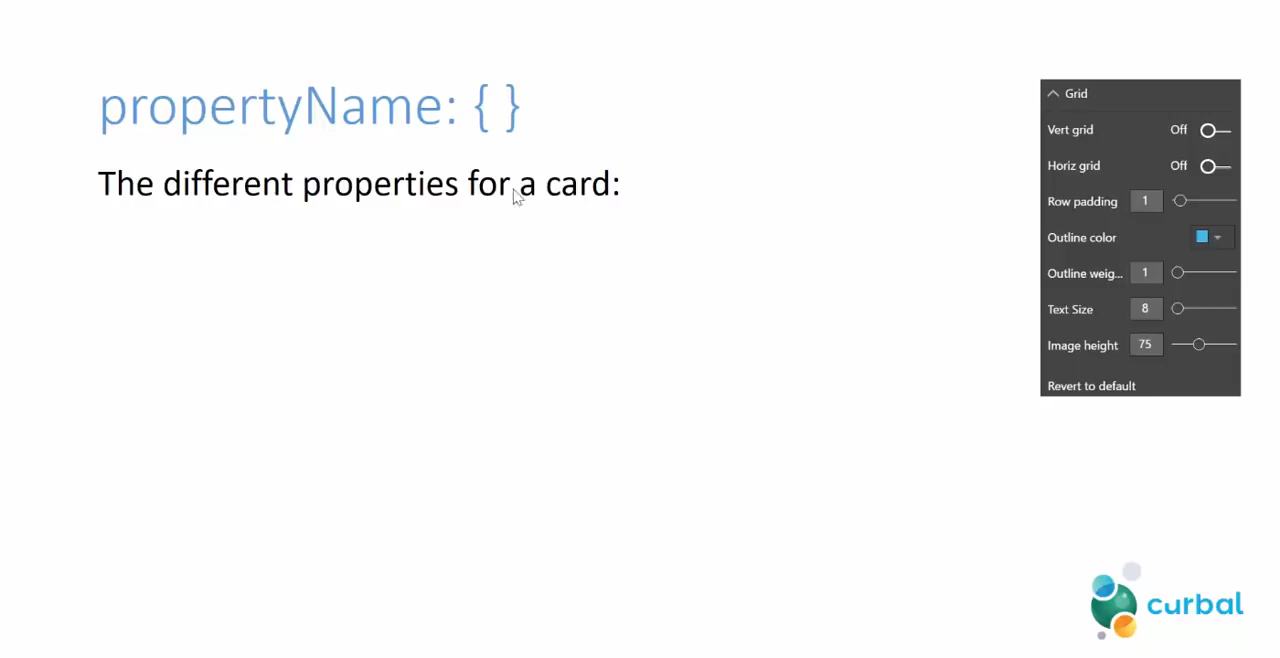 propertyName: { }
The different properties for a card:
Grid
Vert grid Off
Horiz grid Off
Row padding 1
Outline color
Outline weig... 1
Text Size 8
Image height 75
Revert to default
curbal